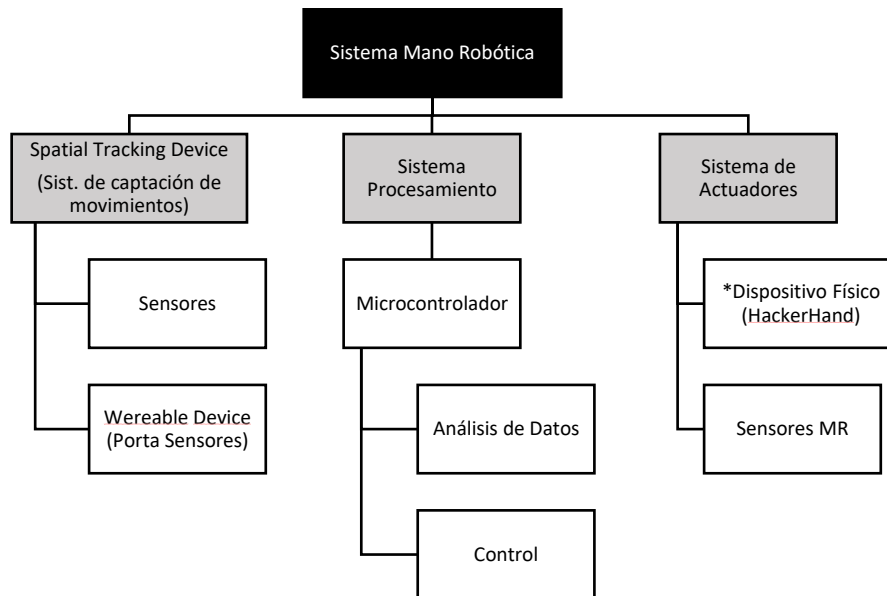 Sistema Mano Robótica
Spatial Tracking Device
(Sist. de captación de
movimientos)
Sensores
Wereable Device
(Porta Sensores)
Sistema
Procesamiento
Microcontrolador
Análisis de Datos
Control
Sistema de
Actuadores
*Dispositivo Físico
(HackerHand)
Sensores MR